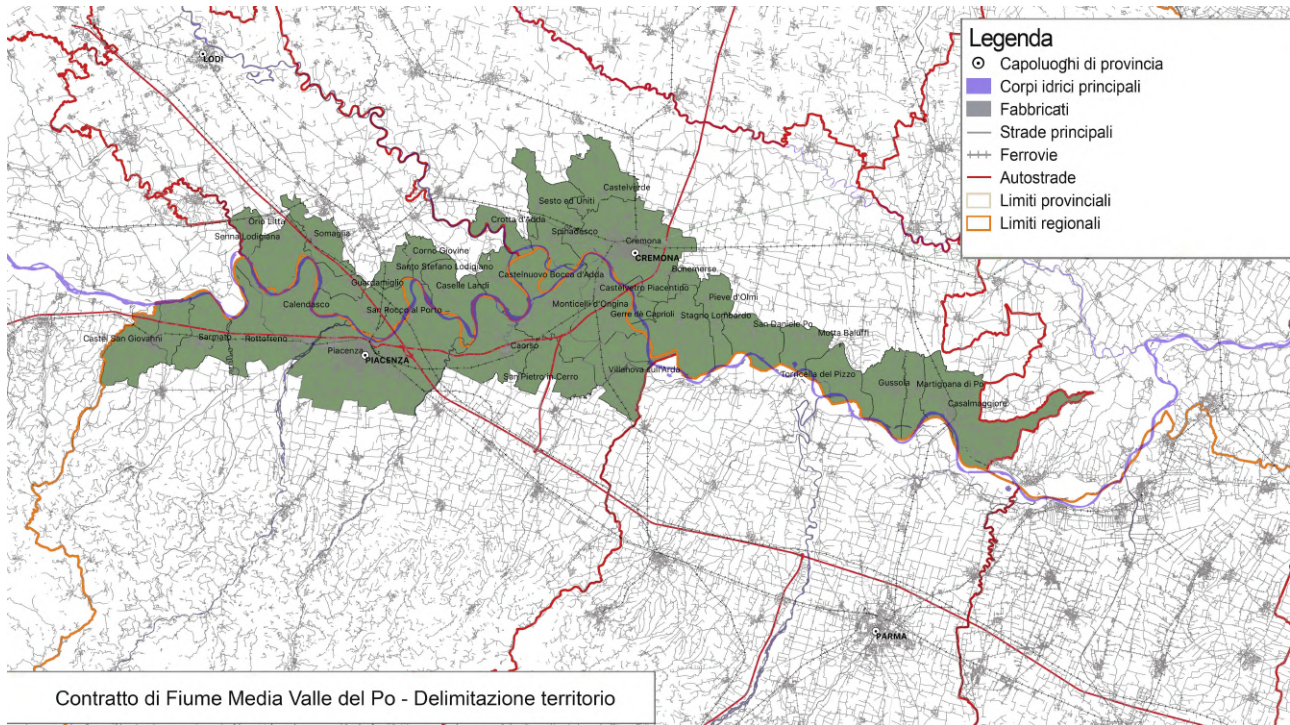 Legenda
Capoluoghi di provincia
Corpi idrici principali
Fabbricati
Strade principali
Ferrovie
Autostrade
Limiti provinciali
Limiti regionali
LODI
Castelverde
Sesto ed Uniti
Orio Litta
Crotta d'Adda
Senna Lodigiana
Somaglia
Spinadesco
Cremona
Corno Giovine
CREMONA
Santo Stefano Lodigiano
Castelnuovo Bocca d'Adda
Bonemerse
Guardamiglio
Caselle Landi
Castelvetro Piacentino
Pieve d'Olmi
Calendasco
San Rocco al Porto
Monticelli d'Ongina
Gerre de Caprioli
Stagno Lombardo
San Daniele Po
Motta Baluffi
Castel San Giovanni
Sarmato
Rottofreno
Piacenza
PIACENZA
Caorso
San Pietro in Cerro
Villanova sull'Arda
Torricella del Pizzo
Gussola
Martignana di Po
Casalmaggiore
PARMA
Contratto di Fiume Media Valle del Po - Delimitazione territorio